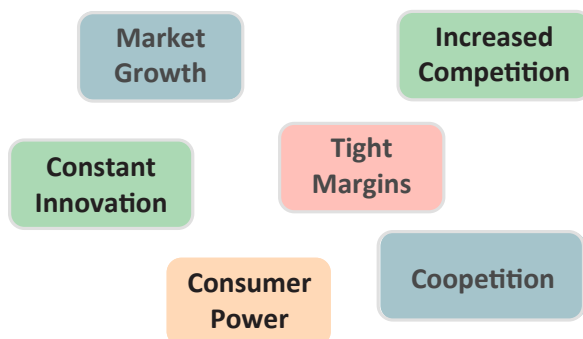 Market
Growth
Increased
Competition
Constant
Innovation
Tight
Margins
Consumer
Power
Coopetition